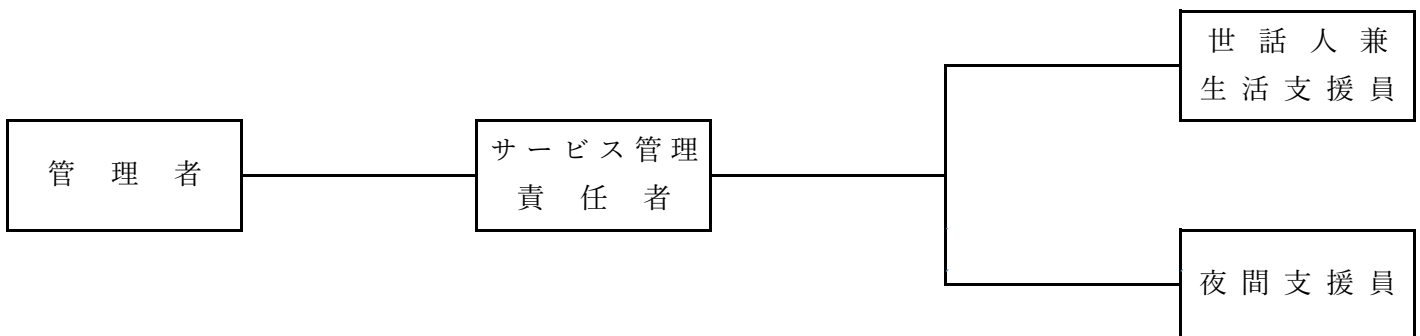 管理者
サービス管理
責任者
世話人兼
生活支援員
夜間支援員